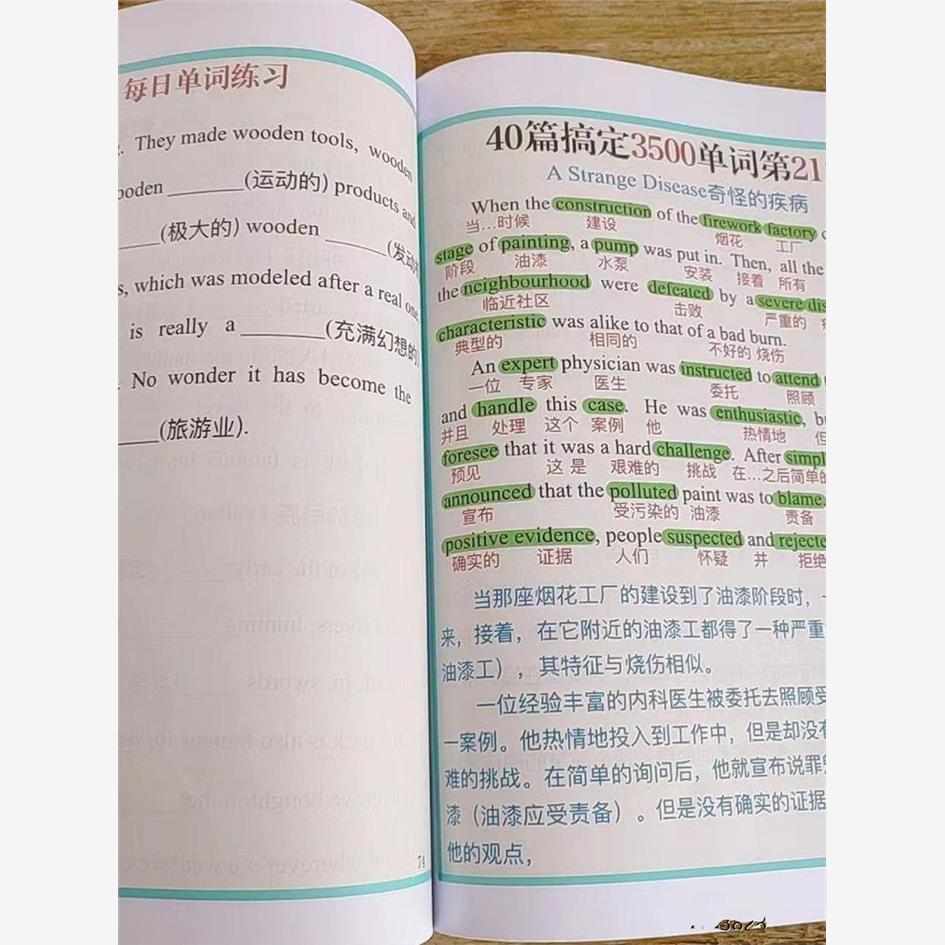 每日单词练习
They made wooden tools, wooden
(运动的) products and
(极大的) wooden (发动
which was modeled after a real one
is really a (充满幻想的
No wonder it has become the
(旅游业).
40篇搞定3500单词第21
A Strange Disease奇怪的疾病
When the construction of the firework factory
当…时候 建设 烟花 工厂
stage of painting, a pump was put in. Then, all the
阶段 油漆 水泵 安装 接着 所有
the neighbourhood were defeated by a severe dis
临近社区 击败 严重的
characteristic was alike to that of a bad burn.
典型的 相同的 不好的 烧伤
An expert physician was instructed to attend
一位 专家 医生 委托 照顾
and handle this case. He was enthusiastic, b
并且 处理 这个 案例 他 热情地 但
foresee that it was a hard challenge. After simpl
预见 这 是 艰难的 挑战 在…之后简单的
announced that the polluted paint was to blame.
宣布 受污染的 油漆 责备
positive evidence, people suspected and rejecte
确实的 证据 人们 怀疑 并 拒绝
当那座烟花工厂的建设到了油漆阶段时,
来，接着，在它附近的油漆工都得了一种严重
油漆工），其特征与烧伤相似。
一位经验丰富的内科医生被委托去照顾受
一案例。他热情地投入到工作中，但是却没有
难的挑战。在简单的询问后，他就宣布说罪
漆（油漆应受责备）。但是没有确实的证据
他的观点，